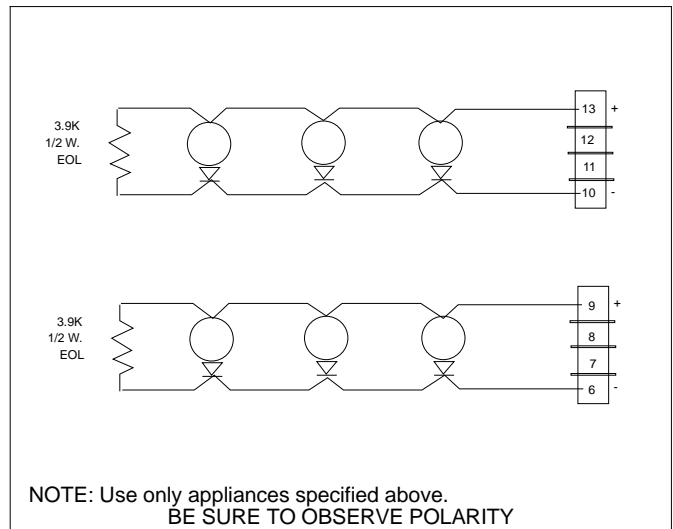 3.9K
1/2 W.
EOL
13 +
12
11
10 -
3.9K
1/2 W.
EOL
9 +
8
7
6 -
NOTE: Use only appliances specified above.
BE SURE TO OBSERVE POLARITY